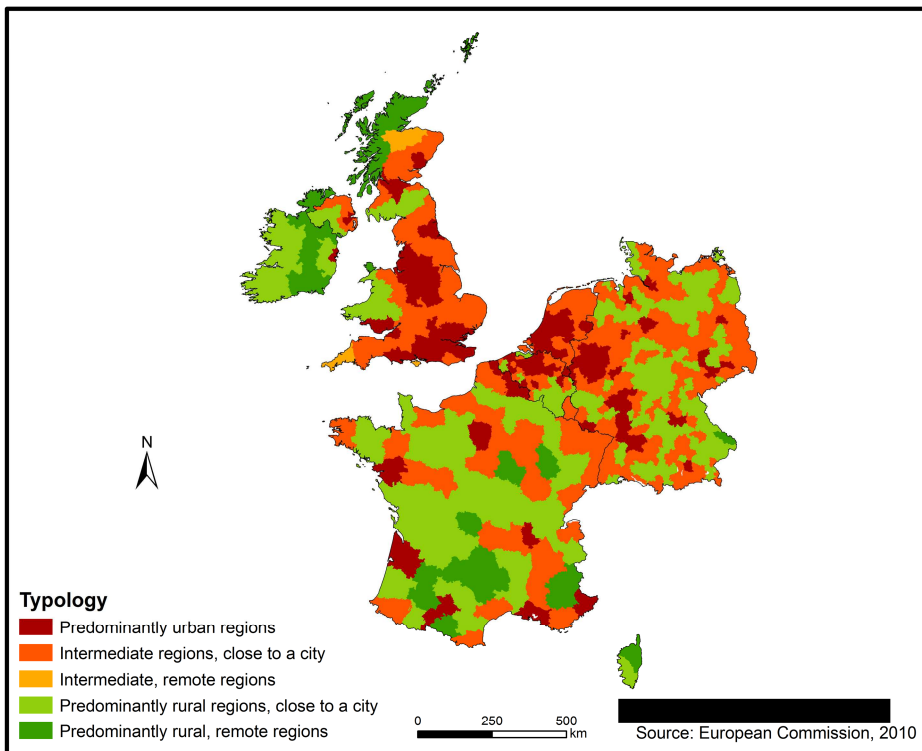 N
Typology
Predominantly urban regions
Intermediate regions, close to a city
Intermediate, remote regions
Predominantly rural regions, close to a city
Predominantly rural, remote regions
0 250 500
km
Source: European Commission, 2010